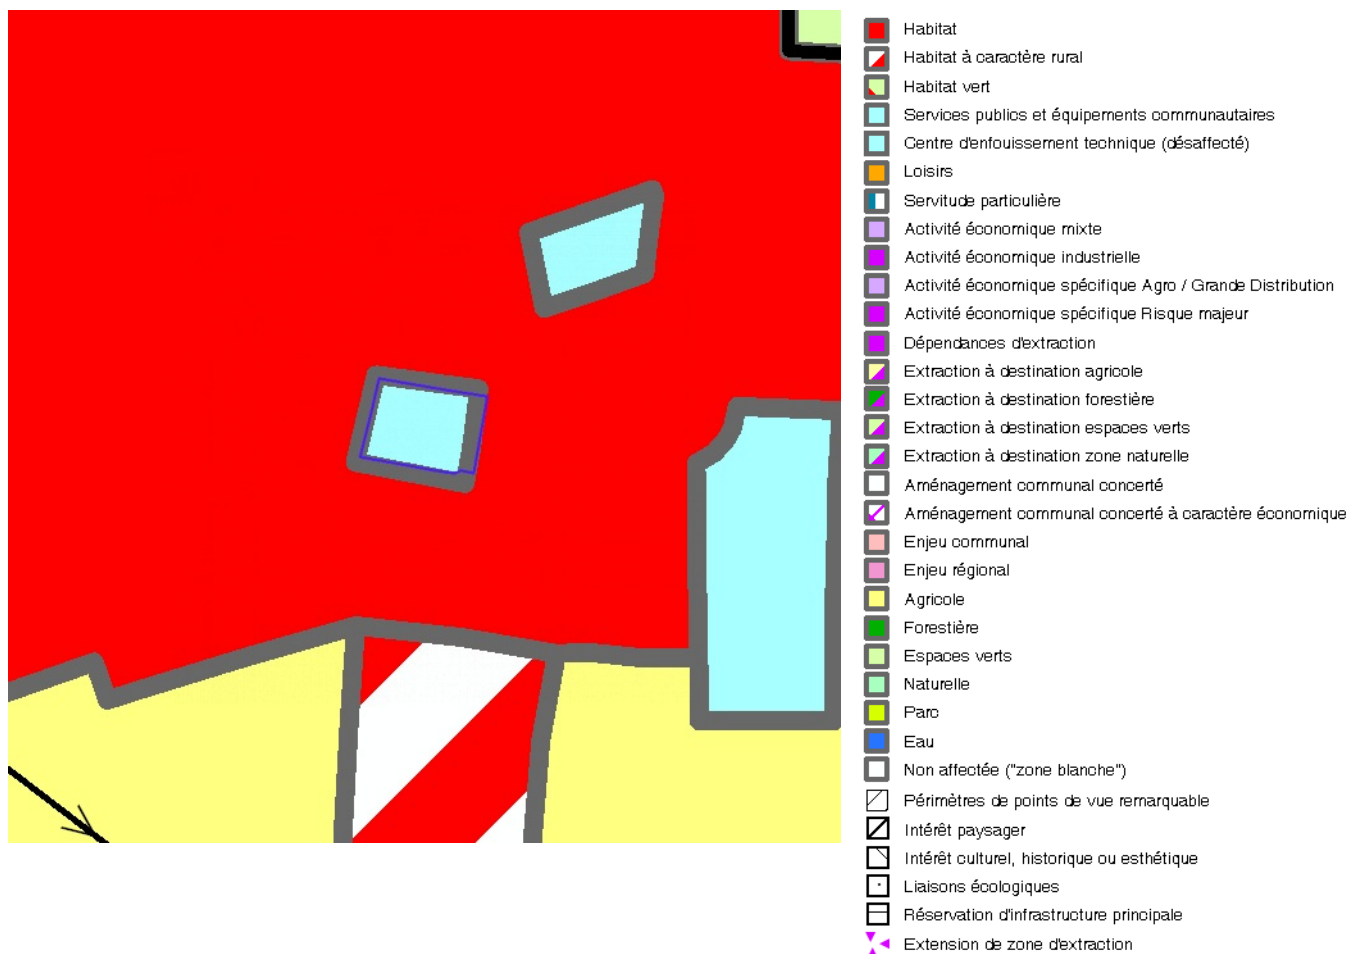 Habitat
Habitat à caractère rural
Habitat vert
Services publics et équipements communautaires
Centre d'enfouissement technique (désaffecté)
Loisirs
Servitude particulière
Activité économique mixte
Activité économique industrielle
Activité économique spécifique Agro / Grande Distribution
Activité économique spécifique Risque majeur
Dépendances d'extraction
Extraction à destination agricole
Extraction à destination forestière
Extraction à destination espaces verts
Extraction à destination zone naturelle
Aménagement communal concerté
Aménagement communal concerté à caractère économique
Enjeu communal
Enjeu régional
Agricole
Forestière
Espaces verts
Naturelle
Parc
Eau
Non affectée ("zone blanche")
Périmètres de points de vue remarquable
Intérêt paysager
Intérêt culturel, historique ou esthétique
Liaisons écologiques
Réservation d'infrastructure principale
Extension de zone d'extraction